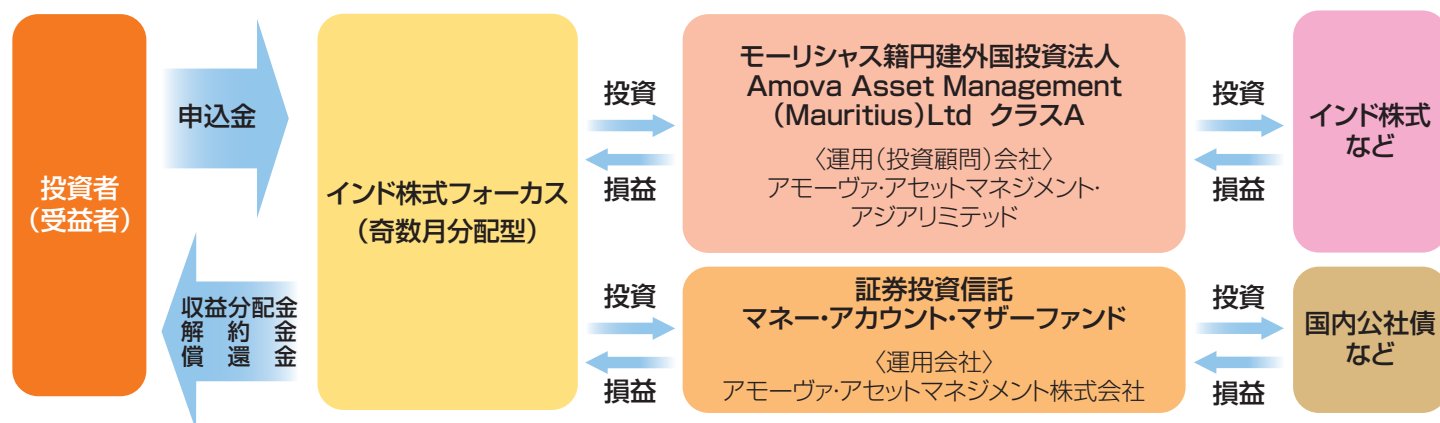 投資者
(受益者)
申込金
収益分配金
解約金
償還金
インド株式フォーカス
(奇数月分配型)
投資
損益
投資
損益
モーリシャス籍円建外国投資法人
Amova Asset Management
(Mauritius)Ltd クラスA
〈運用(投資顧問)会社〉
アモーヴァ・アセットマネジメント・
アジアリミテッド
証券投資信託
マネー・アカウント・マザーファンド
〈運用会社〉
アモーヴァ・アセットマネジメント株式会社
投資
損益
投資
損益
インド株式
など
国内公社債
など